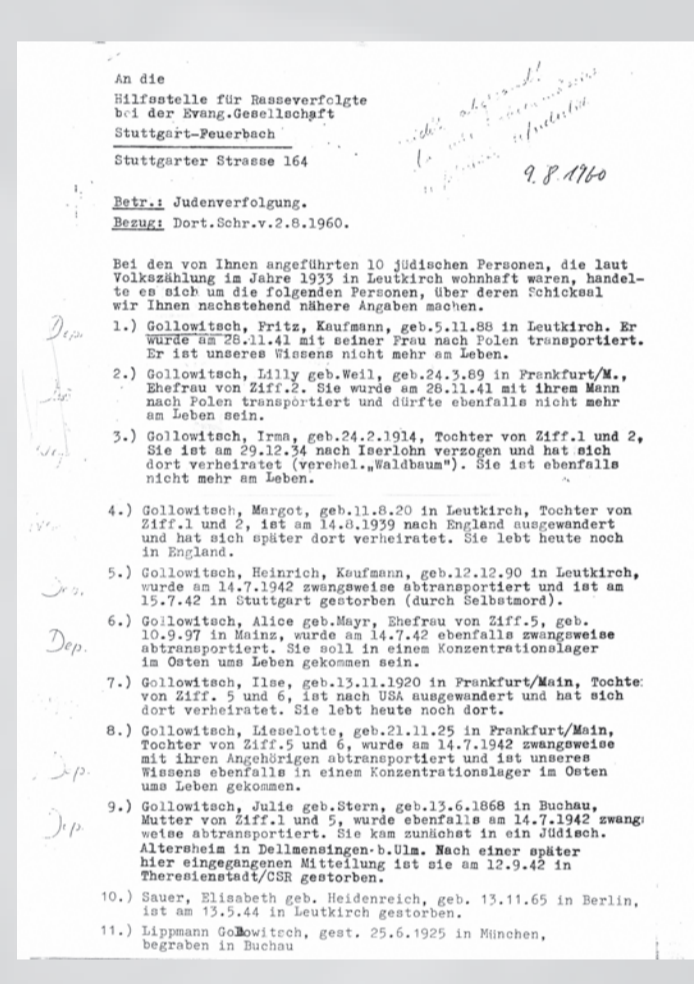 An die
Hilfsstelle für Rasseverfolgte
bei der Evang.Gesellschaft
Stuttgart-Feuerbach
Stuttgarter Strasse 164
9.8.1960
Betr.: Judenverfolgung.
Bezug: Dort.Schr.v.2.8.1960.
Bei den von Ihnen angeführten 10 jüdischen Personen, die laut
Volkszählung im Jahre 1933 in Leutkirch wohnhaft waren, handel-
te es sich um die folgenden Personen, über deren Schicksal
wir Ihnen nachstehend nähere Angaben machen.
Dep.
1.) Gollowitsch, Fritz, Kaufmann, geb.5.11.88 in Leutkirch. Er
wurde am 28.11.41 mit seiner Frau nach Polen transportiert.
Er ist unseres Wissens nicht mehr am Leben.
2.) Gollowitsch, Lilly geb.Weil, geb.24.3.89 in Frankfurt/M.,
Ehefrau von Ziff.2. Sie wurde am 28.11.41 mit ihrem Mann
nach Polen transportiert und dürfte ebenfalls nicht mehr
am Leben sein.
3.) Gollowitsch, Irma, geb.24.2.1914, Tochter von Ziff.1 und 2,
Sie ist am 29.12.34 nach Iserlohn verzogen und hat sich
dort verheiratet (verehel."Waldbaum"). Sie ist ebenfalls
nicht mehr am Leben.
4.) Gollowitsch, Margot, geb.11.8.20 in Leutkirch, Tochter von
Ziff.1 und 2, ist am 14.8.1939 nach England ausgewandert
und hat sich später dort verheiratet. Sie lebt heute noch
in England.
5.) Gollowitsch, Heinrich, Kaufmann, geb.12.12.90 in Leutkirch,
wurde am 14.7.1942 zwangsweise abtransportiert und ist am
15.7.42 in Stuttgart gestorben (durch Selbstmord).
6.) Gollowitsch, Alice geb.Mayr, Ehefrau von Ziff.5, geb.
10.9.97 in Mainz, wurde am 14.7.42 ebenfalls zwangsweise
Dep.
abtransportiert. Sie soll in einem Konzentrationslager
im Osten ums Leben gekommen sein.
7.) Gollowitsch, Ilse, geb.13.11.1920 in Frankfurt/Main, Tochte
von Ziff. 5 und 6, ist nach USA ausgewandert und hat sich
dort verheiratet. Sie lebt heute noch dort.
8.) Gollowitsch, Lieselotte, geb.21.11.25 in Frankfurt/Main,
Tochter von Ziff.5 und 6, wurde am 14.7.1942 zwangsweise
mit ihren Angehörigen abtransportiert und ist unseres
Dep.
Wissens ebenfalls in einem Konzentrationslager im Osten
ums Leben gekommen.
9.) Gollowitsch, Julie geb.Stern, geb.13.6.1868 in Buchau,
Dep.
Mutter von Ziff.1 und 5, wurde ebenfalls am 14.7.1942 zwang
weise abtransportiert. Sie kam zunächst in ein Jüdisch.
Altersheim in Dellmensingen b.Ulm. Nach einer später
hier eingegangenen Mitteilung ist sie am 12.9.42 in
Theresienstadt/CSR gestorben.
10.) Sauer, Elisabeth geb. Heidenreich, geb. 13.11.65 in Berlin,
ist am 13.5.44 in Leutkirch gestorben.
11.) Lippmann Gollowitsch, gest. 25.6.1925 in München,
begraben in Buchau